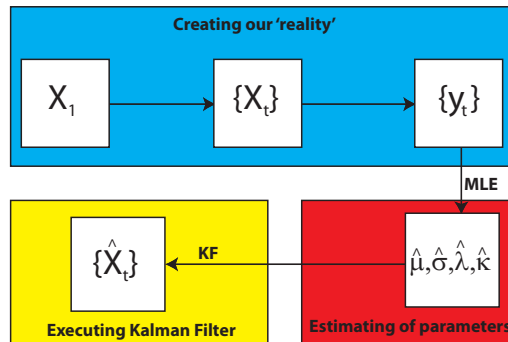 Creating our 'reality'
X₁
{Xₜ}
{yₜ}
MLE
KF
{X̂ₜ}
μ̂,σ̂,λ̂,κ̂
Executing Kalman Filter
Estimating of parameters